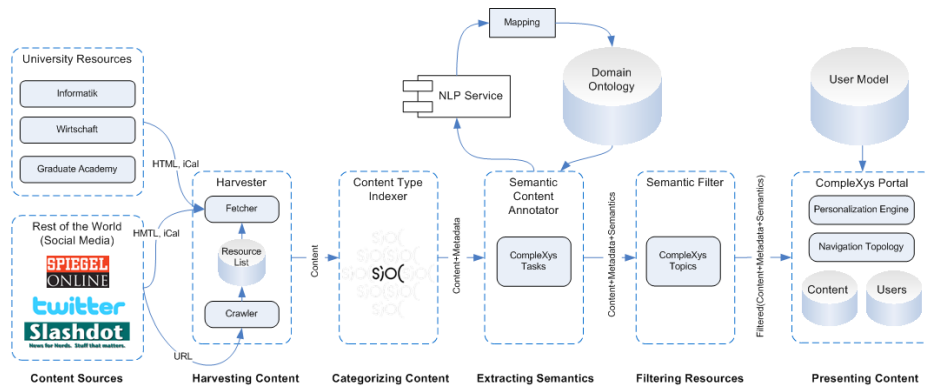 University Resources
Informatik
Wirtschaft
Graduate Academy
Rest of the World
(Social Media)
SPIEGEL
ONLINE
twitter
Slashdot
News for Nerds. Stuff that matters.
HTML, iCal
HMTL, iCal
URL
Harvester
Fetcher
Resource
List
Crawler
Content
Content Type
Indexer
Content+Metadata
NLP Service
Mapping
Domain
Ontology
Semantic
Content
Annotator
CompleXys
Tasks
Content+Metadata+Semantics
Semantic Filter
CompleXys
Topics
Filtered(Content+Metadata+Semantics)
User Model
CompleXys Portal
Personalization Engine
Navigation Topology
Content
Users
Content Sources
Harvesting Content
Categorizing Content
Extracting Semantics
Filtering Resources
Presenting Content